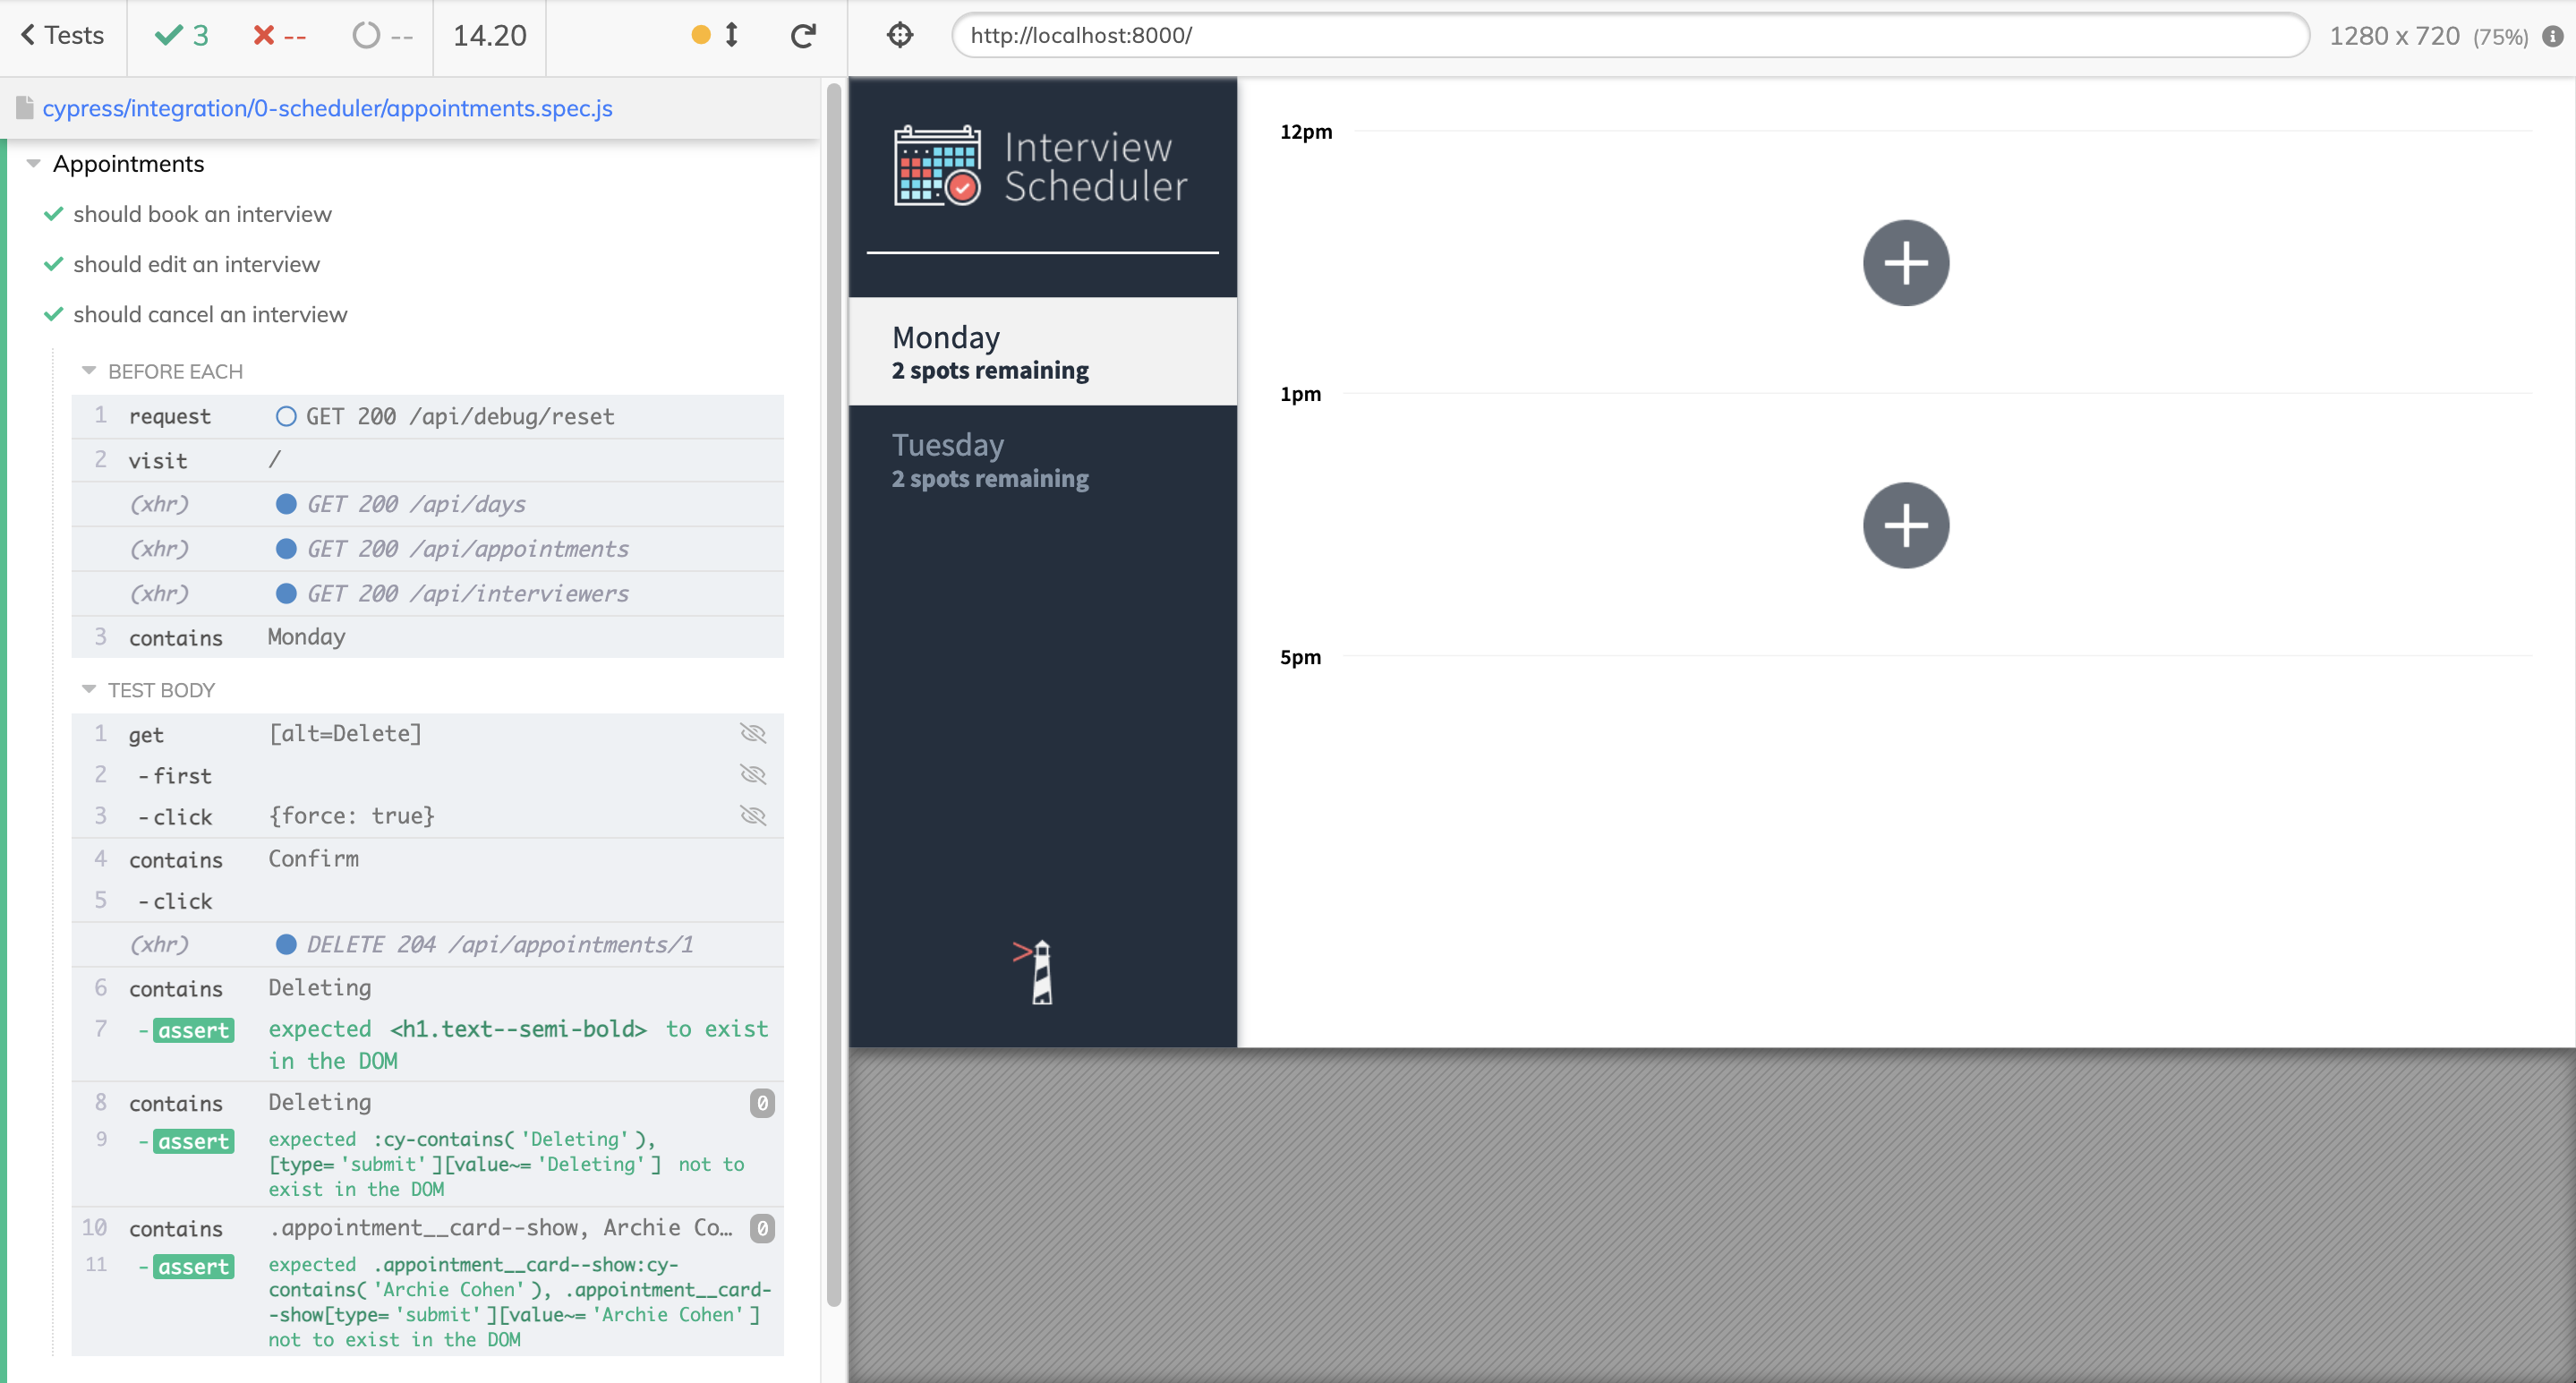 Tests
3
--
--
14.20
cypress/integration/0-scheduler/appointments.spec.js
Appointments
should book an interview
should edit an interview
should cancel an interview
BEFORE EACH
1 request GET 200 /api/debug/reset
2 visit /
(xhr) GET 200 /api/days
(xhr) GET 200 /api/appointments
(xhr) GET 200 /api/interviewers
3 contains Monday
TEST BODY
1 get [alt=Delete]
2 -first
3 -click {force: true}
4 contains Confirm
5 -click
(xhr) DELETE 204 /api/appointments/1
6 contains Deleting
7 -assert expected <h1.text--semi-bold> to exist
in the DOM
8 contains Deleting 0
9 -assert expected :cy-contains('Deleting'),
[type='submit'][value~='Deleting'] not to
exist in the DOM
10 contains .appointment__card--show, Archie Co... 0
11 -assert expected .appointment__card--show:cy-
contains('Archie Cohen'), .appointment__card-
-show[type='submit'][value~='Archie Cohen']
not to exist in the DOM
http://localhost:8000/
1280 x 720 (75%)
Interview
Scheduler
Monday
2 spots remaining
Tuesday
2 spots remaining
12pm
1pm
5pm